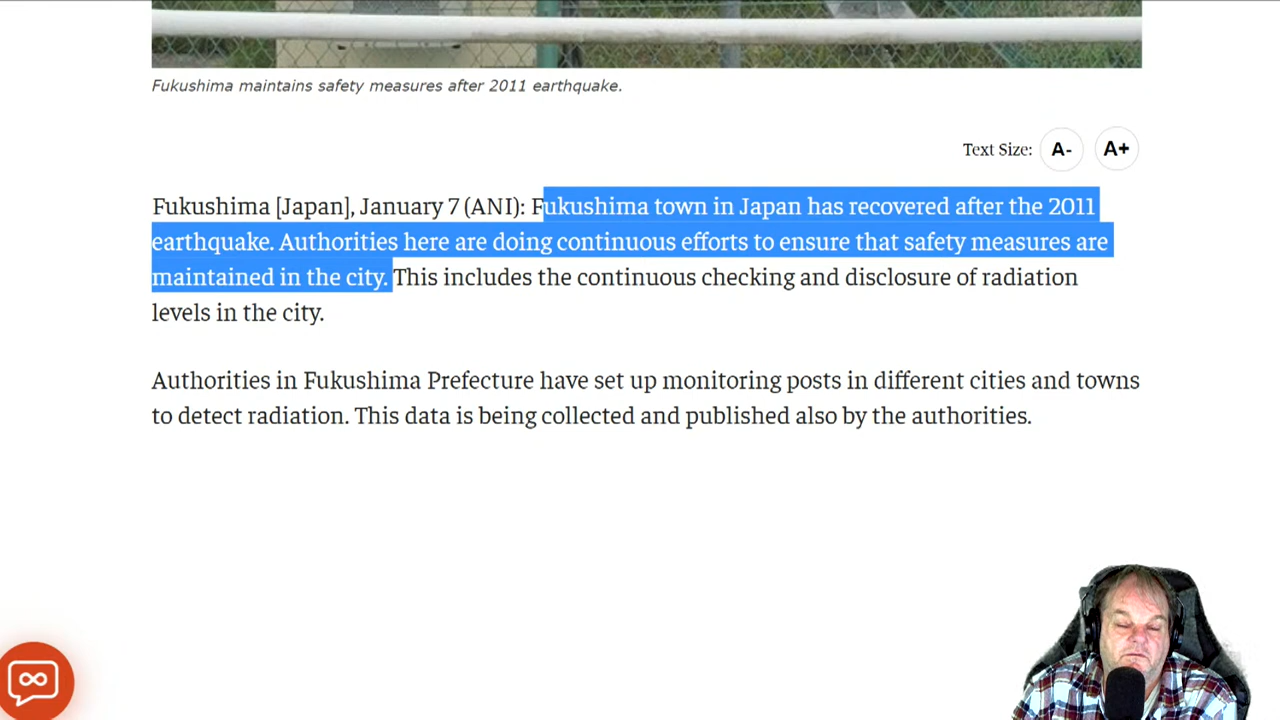 Fukushima maintains safety measures after 2011 earthquake.
Text Size: A- A+
Fukushima [Japan], January 7 (ANI): Fukushima town in Japan has recovered after the 2011
earthquake. Authorities here are doing continuous efforts to ensure that safety measures are
maintained in the city. This includes the continuous checking and disclosure of radiation
levels in the city.
Authorities in Fukushima Prefecture have set up monitoring posts in different cities and towns
to detect radiation. This data is being collected and published also by the authorities.